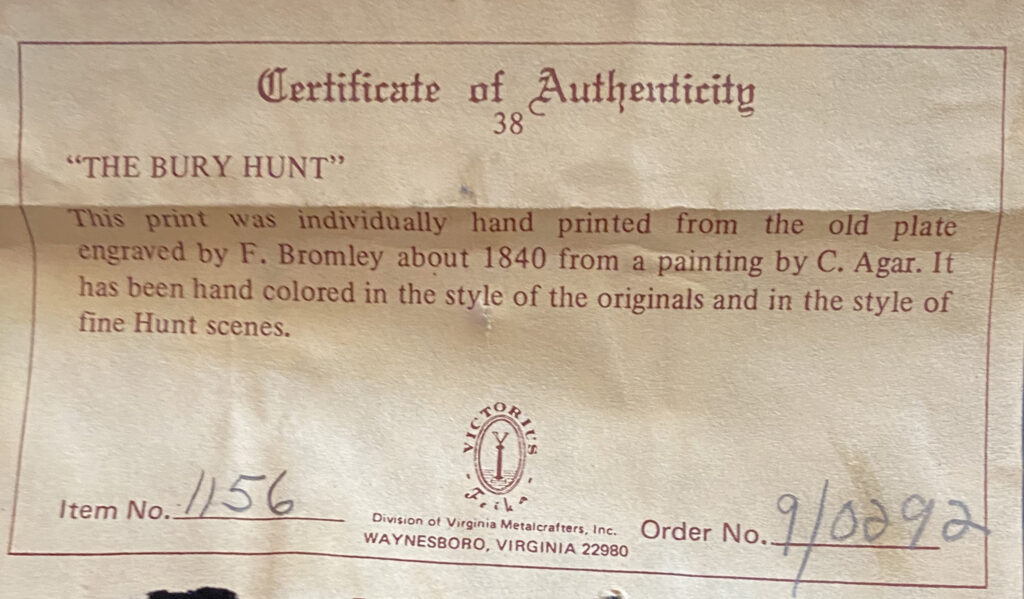 Certificate of Authenticity
38
"THE BURY HUNT"
This print was individually hand printed from the old plate
engraved by F. Bromley about 1840 from a painting by C. Agar. It
has been hand colored in the style of the originals and in the style of
fine Hunt scenes.
VICTORIUS
Item No. 1156
Division of Virginia Metalcrafters, Inc.
WAYNESBORO, VIRGINIA 22980
Order No. 9/0292